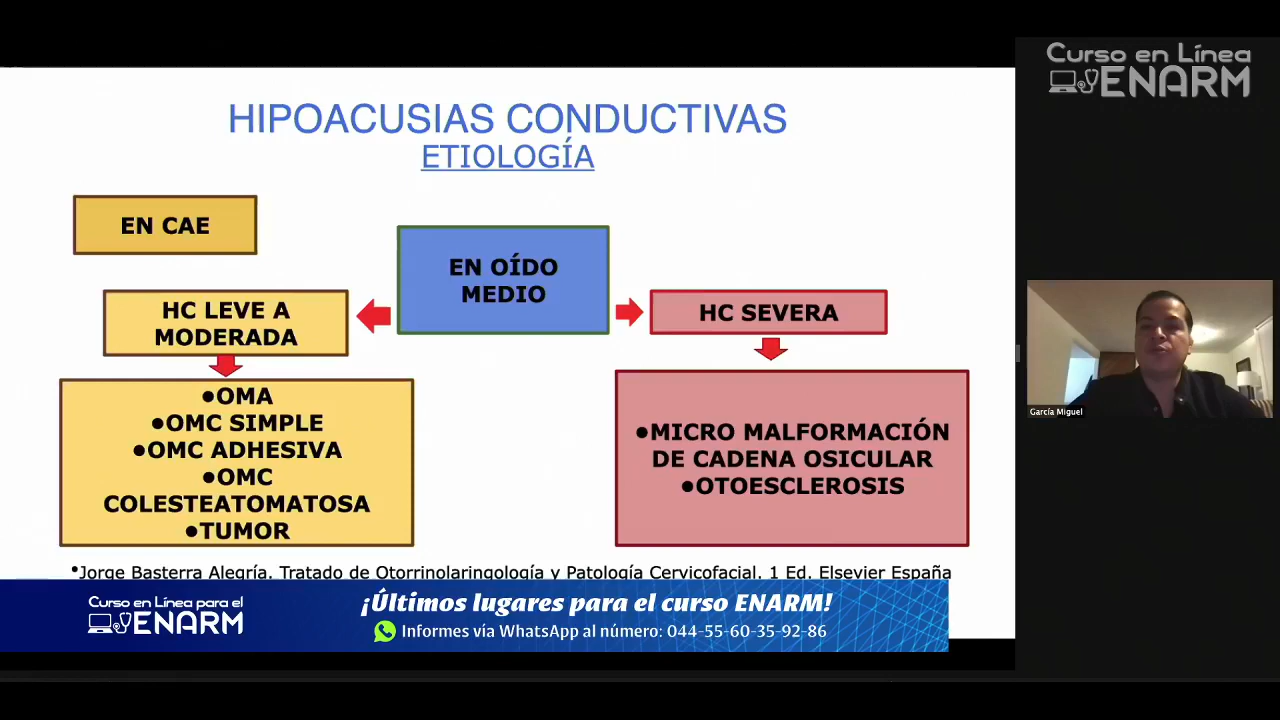 Curso en Línea
ENARM
HIPOACUSIAS CONDUCTIVAS
ETIOLOGÍA
EN CAE
EN OÍDO
MEDIO
HC LEVE A
MODERADA
HC SEVERA
●OMA
●OMC SIMPLE
●OMC ADHESIVA
●OMC
COLESTEATOMATOSA
●TUMOR
●MICRO MALFORMACIÓN
DE CADENA OSICULAR
●OTOESCLEROSIS
García Miguel
•Jorge Basterra Alegría. Tratado de Otorrinolaringología y Patología Cervicofacial. 1 Ed. Elsevier España
Curso en Línea para el
ENARM
¡Últimos lugares para el curso ENARM!
Informes vía WhatsApp al número: 044-55-60-35-92-86